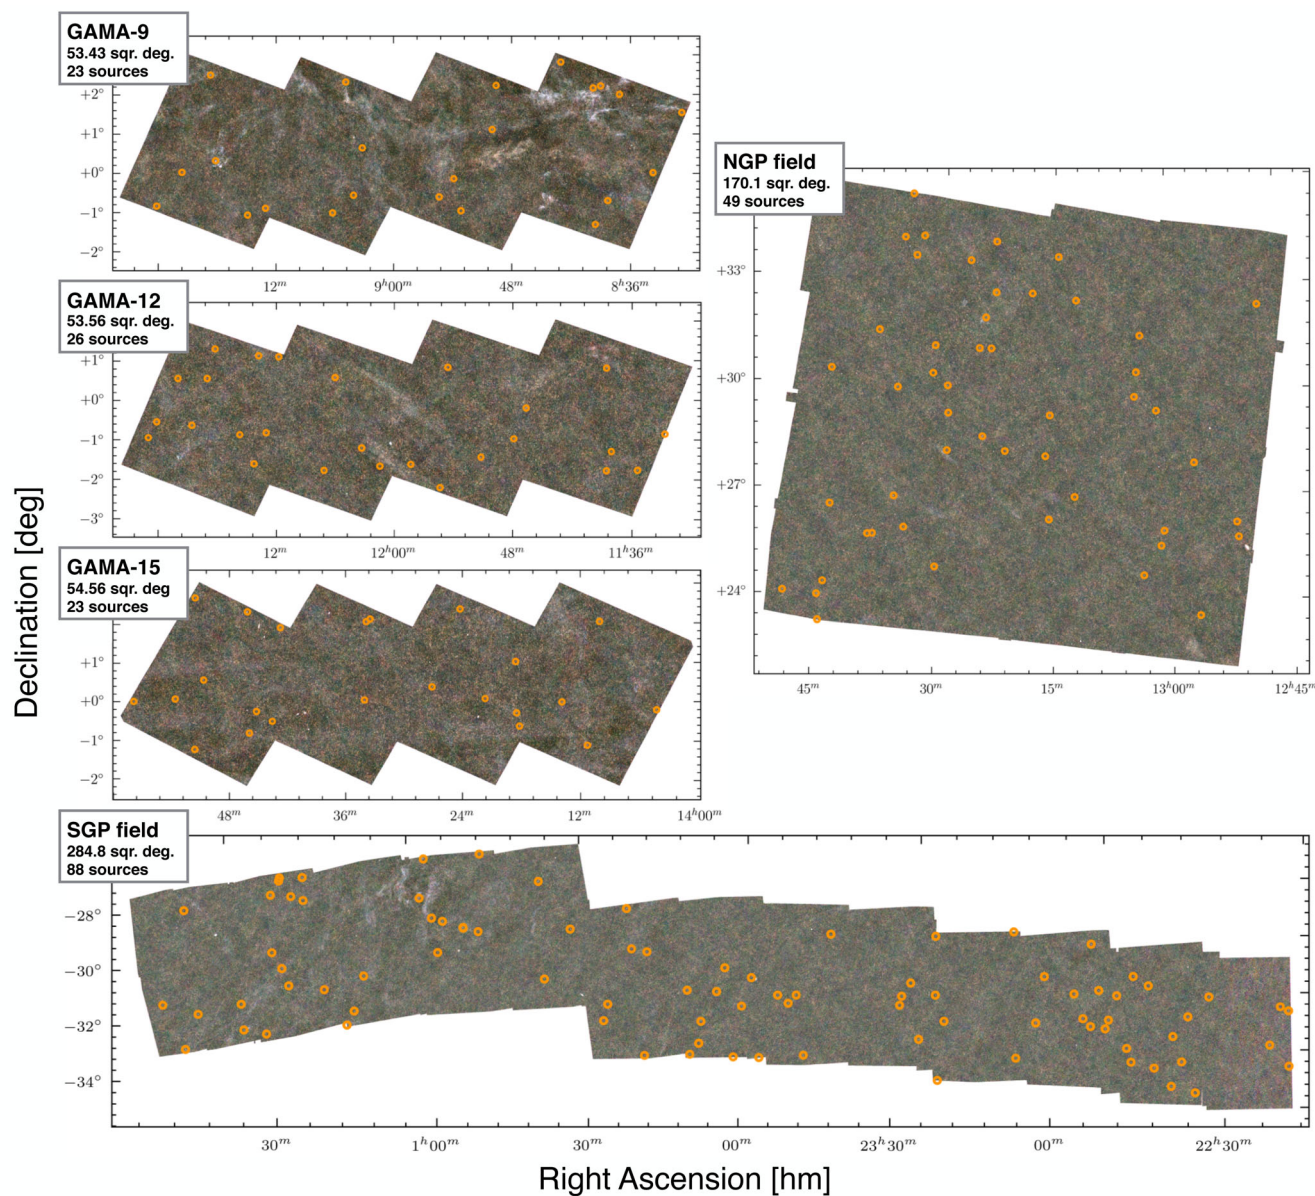 GAMA-9
53.43 sqr. deg.
23 sources
+2°
+1°
+0°
−1°
−2°
12ᵐ
9ʰ00ᵐ
48ᵐ
8ʰ36ᵐ
GAMA-12
53.56 sqr. deg.
26 sources
+1°
+0°
−1°
−2°
−3°
12ᵐ
12ʰ00ᵐ
48ᵐ
11ʰ36ᵐ
GAMA-15
54.56 sqr. deg
23 sources
+1°
+0°
−1°
−2°
48ᵐ
36ᵐ
24ᵐ
12ᵐ
14ʰ00ᵐ
NGP field
170.1 sqr. deg.
49 sources
+33°
+30°
+27°
+24°
45ᵐ
30ᵐ
15ᵐ
13ʰ00ᵐ
12ʰ45ᵐ
SGP field
284.8 sqr. deg.
88 sources
−28°
−30°
−32°
−34°
30ᵐ
1ʰ00ᵐ
30ᵐ
00ᵐ
23ʰ30ᵐ
00ᵐ
22ʰ30ᵐ
Declination [deg]
Right Ascension [hm]